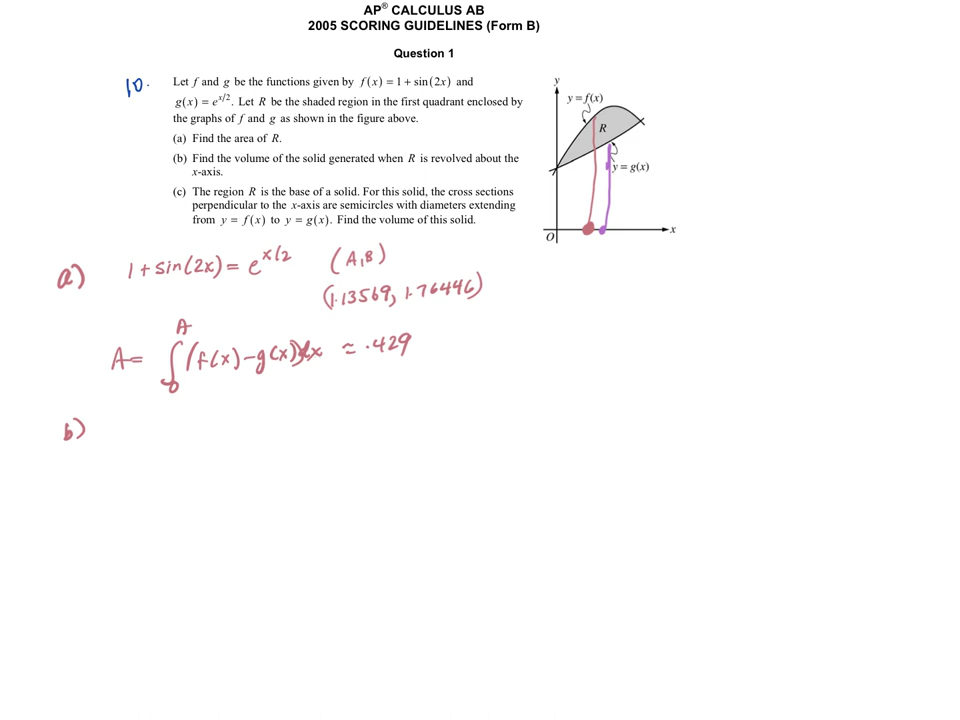 AP® CALCULUS AB
2005 SCORING GUIDELINES (Form B)
Question 1
10.
Let f and g be the functions given by f(x) = 1 + sin(2x) and
g(x) = e^{x/2}. Let R be the shaded region in the first quadrant enclosed by
the graphs of f and g as shown in the figure above.
(a) Find the area of R.
(b) Find the volume of the solid generated when R is revolved about the
x-axis.
(c) The region R is the base of a solid. For this solid, the cross sections
perpendicular to the x-axis are semicircles with diameters extending
from y = f(x) to y = g(x). Find the volume of this solid.
y
y = f(x)
R
y = g(x)
O
x
a) 1 + sin(2x) = e^{x/2} (A, B)
(1.13569, 1.76446)
A = ∫_0^A (f(x) - g(x)) dx ≈ .429
b)